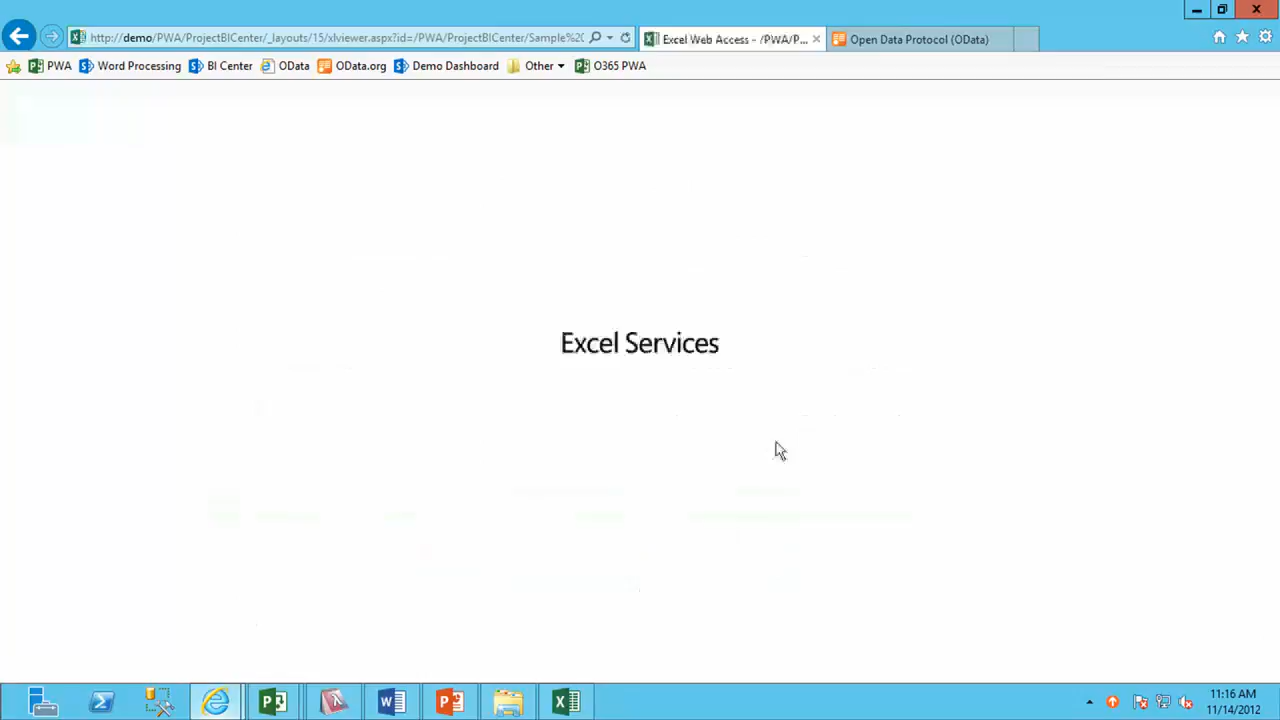 http://demo/PWA/ProjectBICenter/_layouts/15/xlviewer.aspx?id=/PWA/ProjectBICenter/Sample%20
Excel Web Access - /PWA/P...
Open Data Protocol (OData)
PWA
Word Processing
BI Center
OData
OData.org
Demo Dashboard
Other
O365 PWA
Excel Services
11:16 AM
11/14/2012